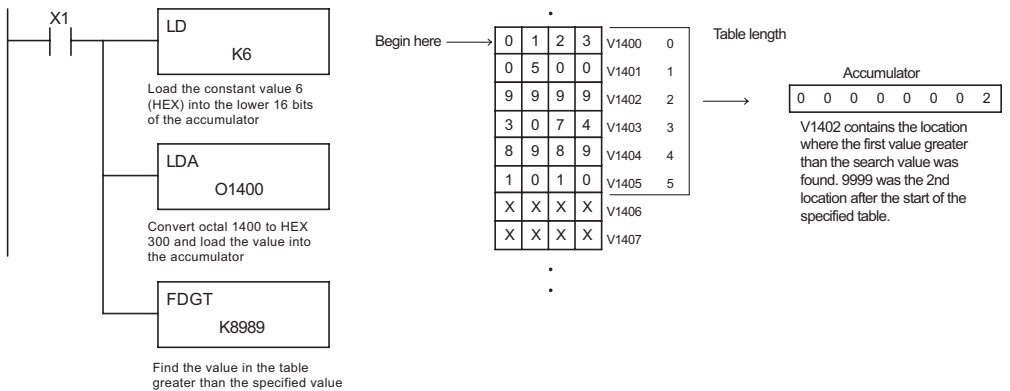 X1
LD
K6
Load the constant value 6
(HEX) into the lower 16 bits
of the accumulator
LDA
O1400
Convert octal 1400 to HEX
300 and load the value into
the accumulator
FDGT
K8989
Find the value in the table
greater than the specified value
Begin here
0 1 2 3 V1400 0
0 5 0 0 V1401 1
9 9 9 9 V1402 2
3 0 7 4 V1403 3
8 9 8 9 V1404 4
1 0 1 0 V1405 5
X X X X V1406
X X X X V1407
Table length
Accumulator
0 0 0 0 0 0 0 2
V1402 contains the location
where the first value greater
than the search value was
found. 9999 was the 2nd
location after the start of the
specified table.